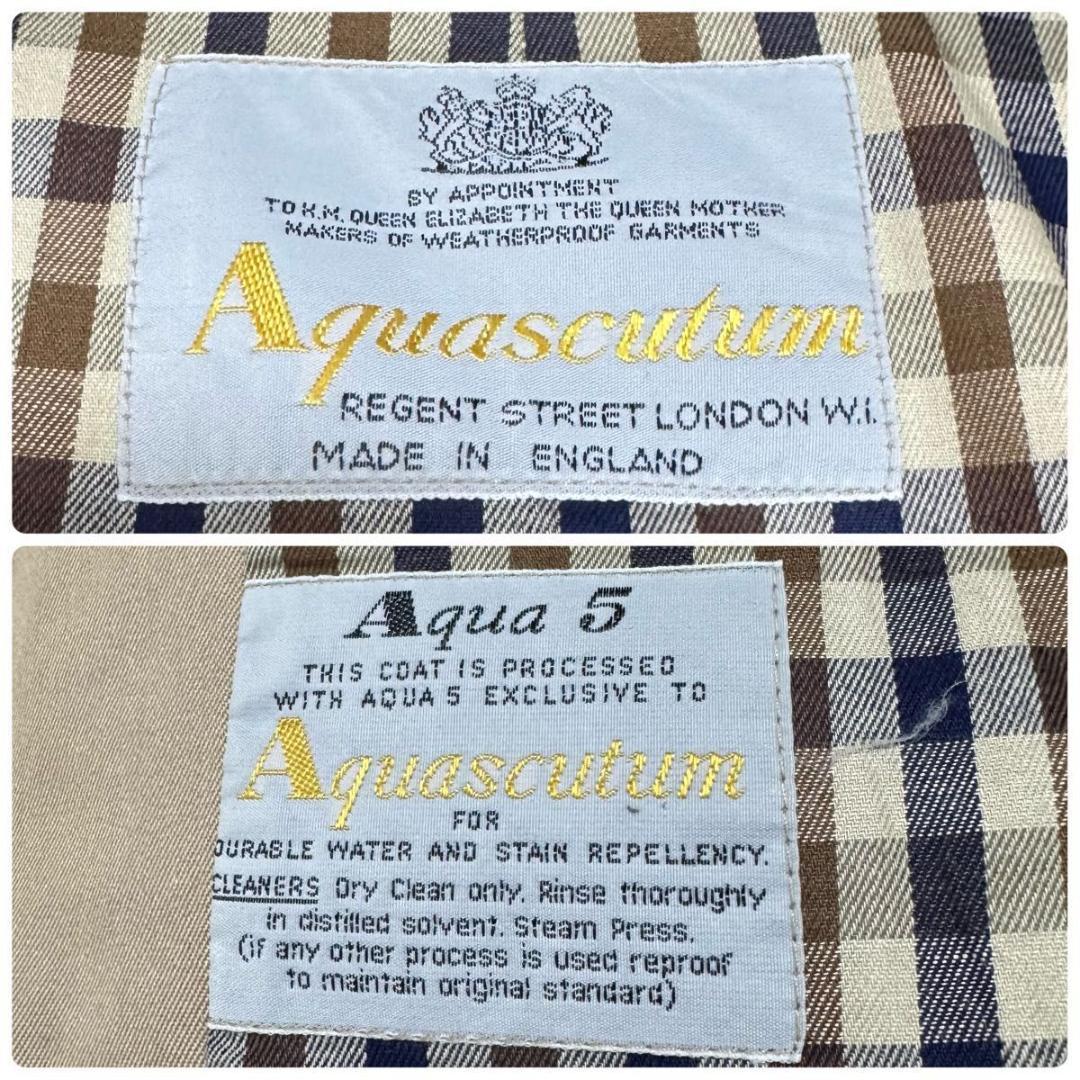 BY APPOINTMENT
TO H.M. QUEEN ELIZABETH THE QUEEN MOTHER
MAKERS OF WEATHERPROOF GARMENTS
Aquascutum
REGENT STREET LONDON W.I.
MADE IN ENGLAND
Aqua 5
THIS COAT IS PROCESSED
WITH AQUA 5 EXCLUSIVE TO
Aquascutum
FOR
DURABLE WATER AND STAIN REPELLENCY.
CLEANERS Dry Clean only. Rinse thoroughly
in distilled solvent. Steam Press.
(if any other process is used reproof
to maintain original standard)